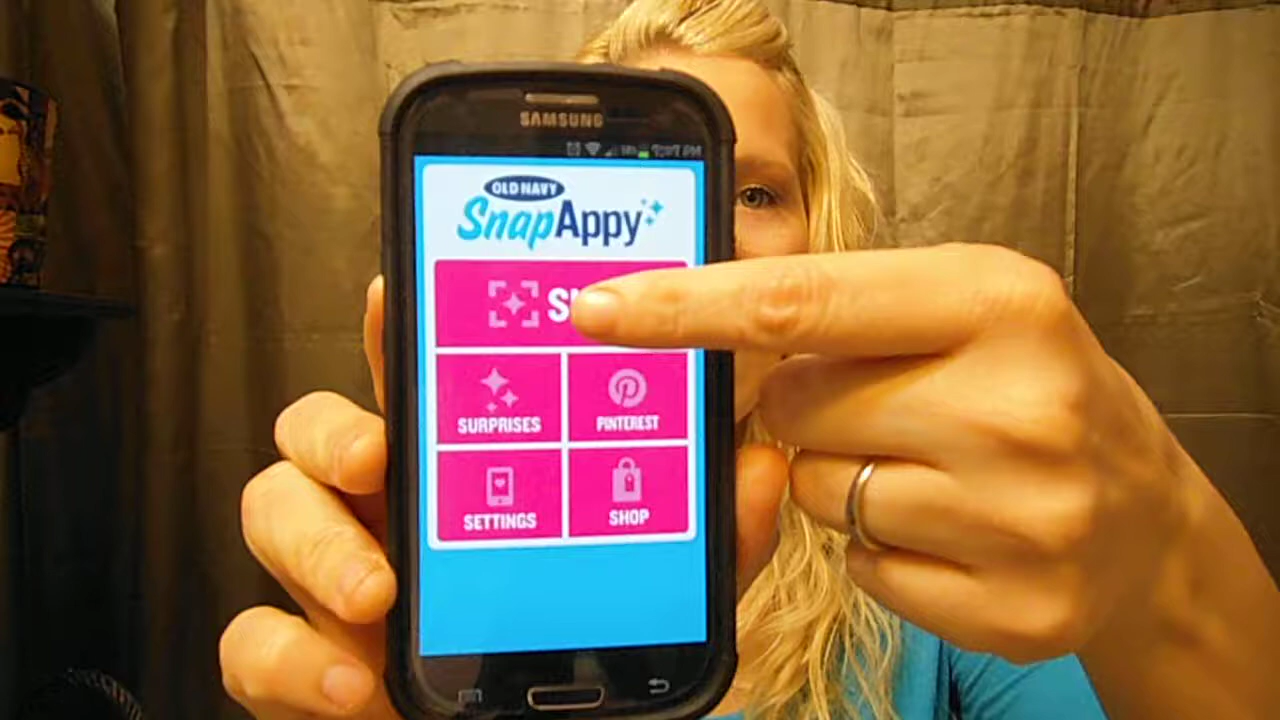 SAMSUNG
OLD NAVY
SnapAppy
SURPRISES
PINTEREST
SETTINGS
SHOP